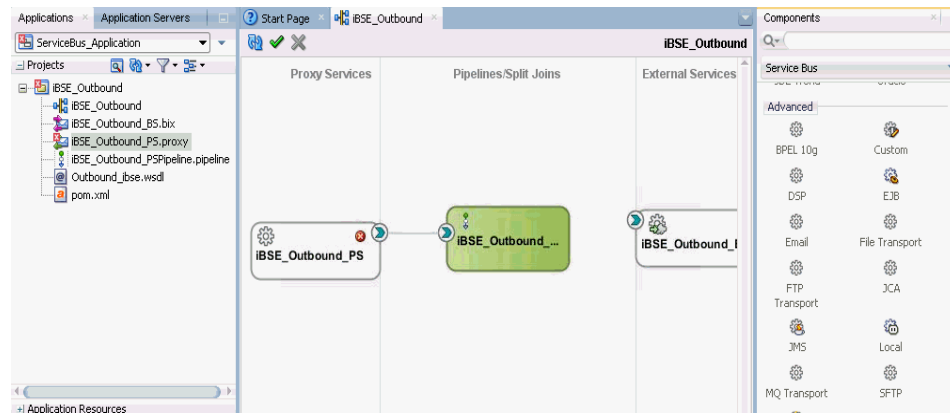 Applications
Application Servers
Start Page
iBSE_Outbound
Components
ServiceBus_Application
iBSE_Outbound
Projects
Service Bus
Proxy Services
Pipelines/Split Joins
External Services
iBSE_Outbound
iBSE_Outbound
iBSE_Outbound_BS.bix
iBSE_Outbound_PS.proxy
iBSE_Outbound_PSPipeline.pipeline
Outbound_ibse.wsdl
pom.xml
Advanced
BPEL 10g
Custom
DSP
EJB
Email
File Transport
FTP
Transport
JCA
JMS
Local
MQ Transport
SFTP
iBSE_Outbound_PS
iBSE_Outbound_...
iBSE_Outbound_B
Application Resources